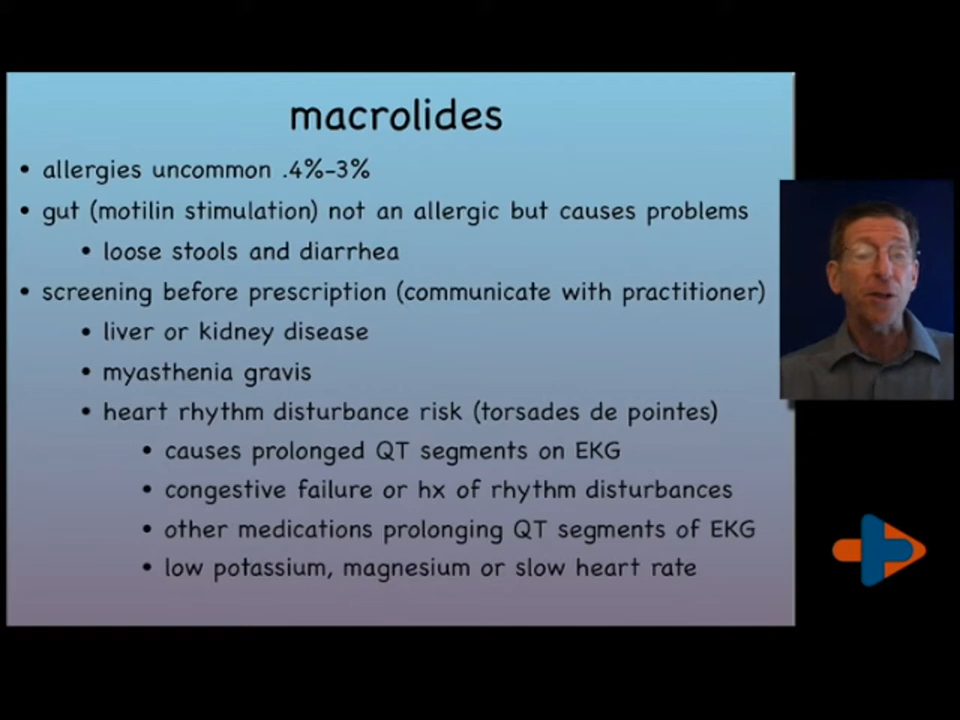 macrolides
• allergies uncommon .4%-3%
• gut (motilin stimulation) not an allergic but causes problems
• loose stools and diarrhea
• screening before prescription (communicate with practitioner)
• liver or kidney disease
• myasthenia gravis
• heart rhythm disturbance risk (torsades de pointes)
• causes prolonged QT segments on EKG
• congestive failure or hx of rhythm disturbances
• other medications prolonging QT segments of EKG
• low potassium, magnesium or slow heart rate